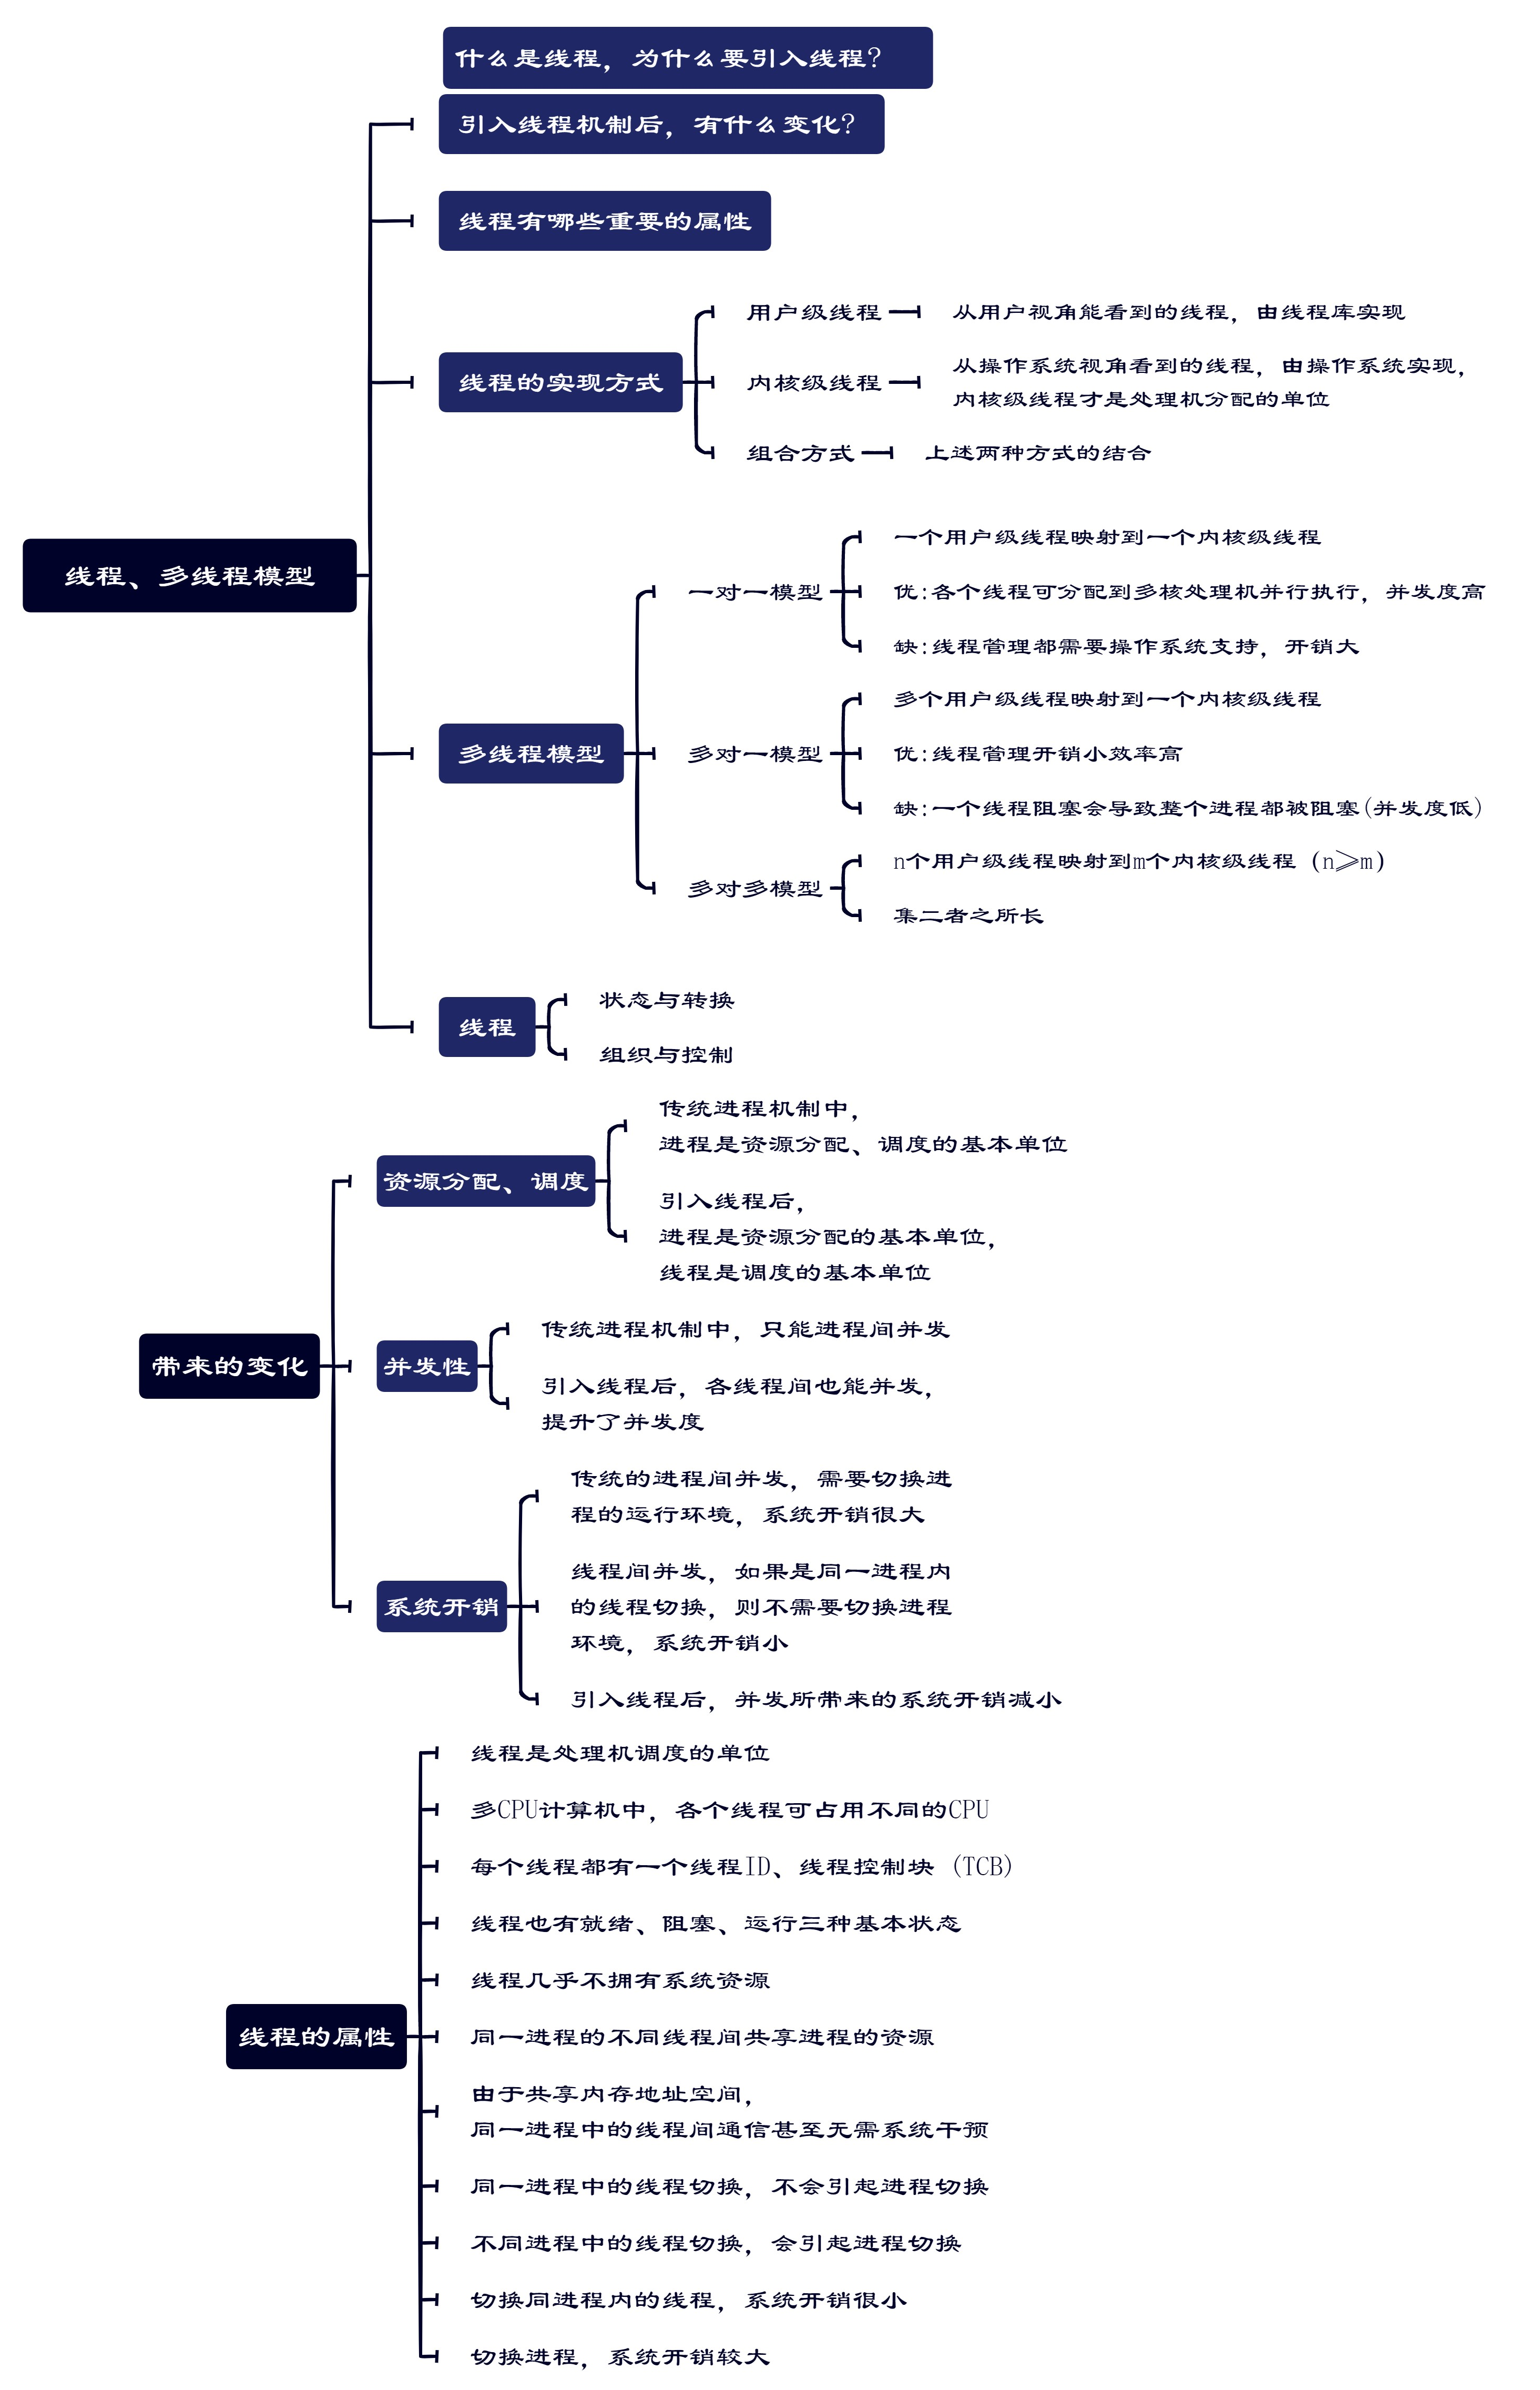 什么是线程，为什么要引入线程？
引入线程机制后，有什么变化？
线程有哪些重要的属性
线程、多线程模型
线程的实现方式
用户级线程
从用户视角能看到的线程，由线程库实现
内核级线程
从操作系统视角看到的线程，由操作系统实现，
内核级线程才是处理机分配的单位
组合方式
上述两种方式的结合
多线程模型
一对一模型
一个用户级线程映射到一个内核级线程
优：各个线程可分配到多核处理机并行执行，并发度高
缺：线程管理都需要操作系统支持，开销大
多对一模型
多个用户级线程映射到一个内核级线程
优：线程管理开销小效率高
缺：一个线程阻塞会导致整个进程都被阻塞（并发度低）
多对多模型
n个用户级线程映射到m个内核级线程（n≥m）
集二者之所长
线程
状态与转换
组织与控制
带来的变化
资源分配、调度
传统进程机制中，
进程是资源分配、调度的基本单位
引入线程后，
进程是资源分配的基本单位，
线程是调度的基本单位
并发性
传统进程机制中，只能进程间并发
引入线程后，各线程间也能并发，
提升了并发度
系统开销
传统的进程间并发，需要切换进
程的运行环境，系统开销很大
线程间并发，如果是同一进程内
的线程切换，则不需要切换进程
环境，系统开销小
引入线程后，并发所带来的系统开销减小
线程的属性
线程是处理机调度的单位
多CPU计算机中，各个线程可占用不同的CPU
每个线程都有一个线程ID、线程控制块（TCB）
线程也有就绪、阻塞、运行三种基本状态
线程几乎不拥有系统资源
同一进程的不同线程间共享进程的资源
由于共享内存地址空间，
同一进程中的线程间通信甚至无需系统干预
同一进程中的线程切换，不会引起进程切换
不同进程中的线程切换，会引起进程切换
切换同进程内的线程，系统开销很小
切换进程，系统开销较大